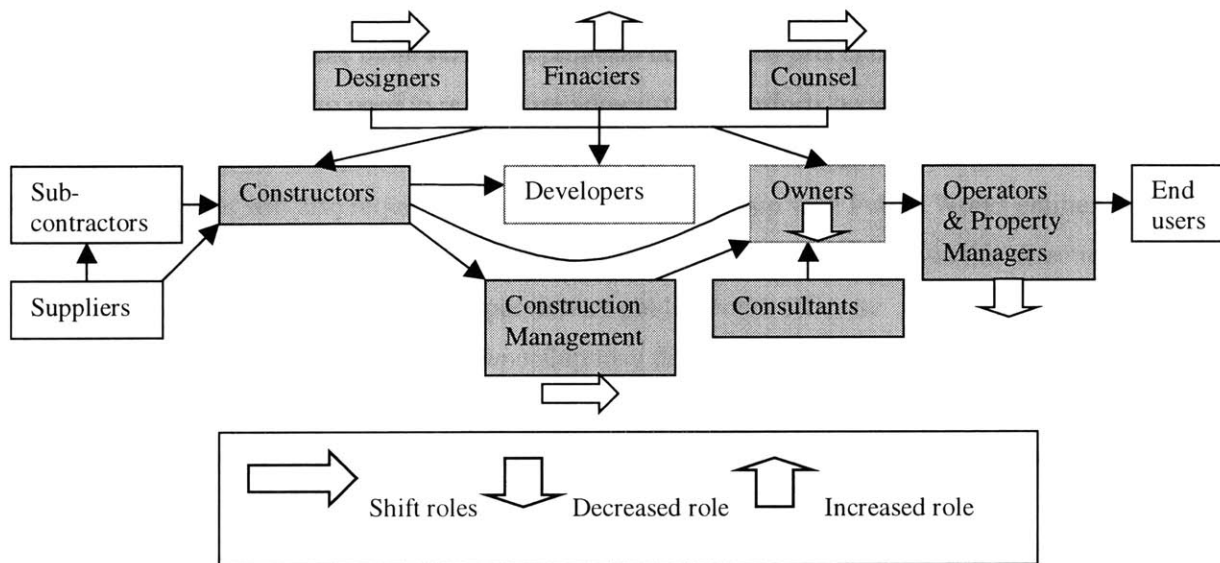 Designers
Finaciers
Counsel
Sub-
contractors
Constructors
Developers
Owners
Operators
& Property
Managers
End
users
Suppliers
Construction
Management
Consultants
Shift roles
Decreased role
Increased role